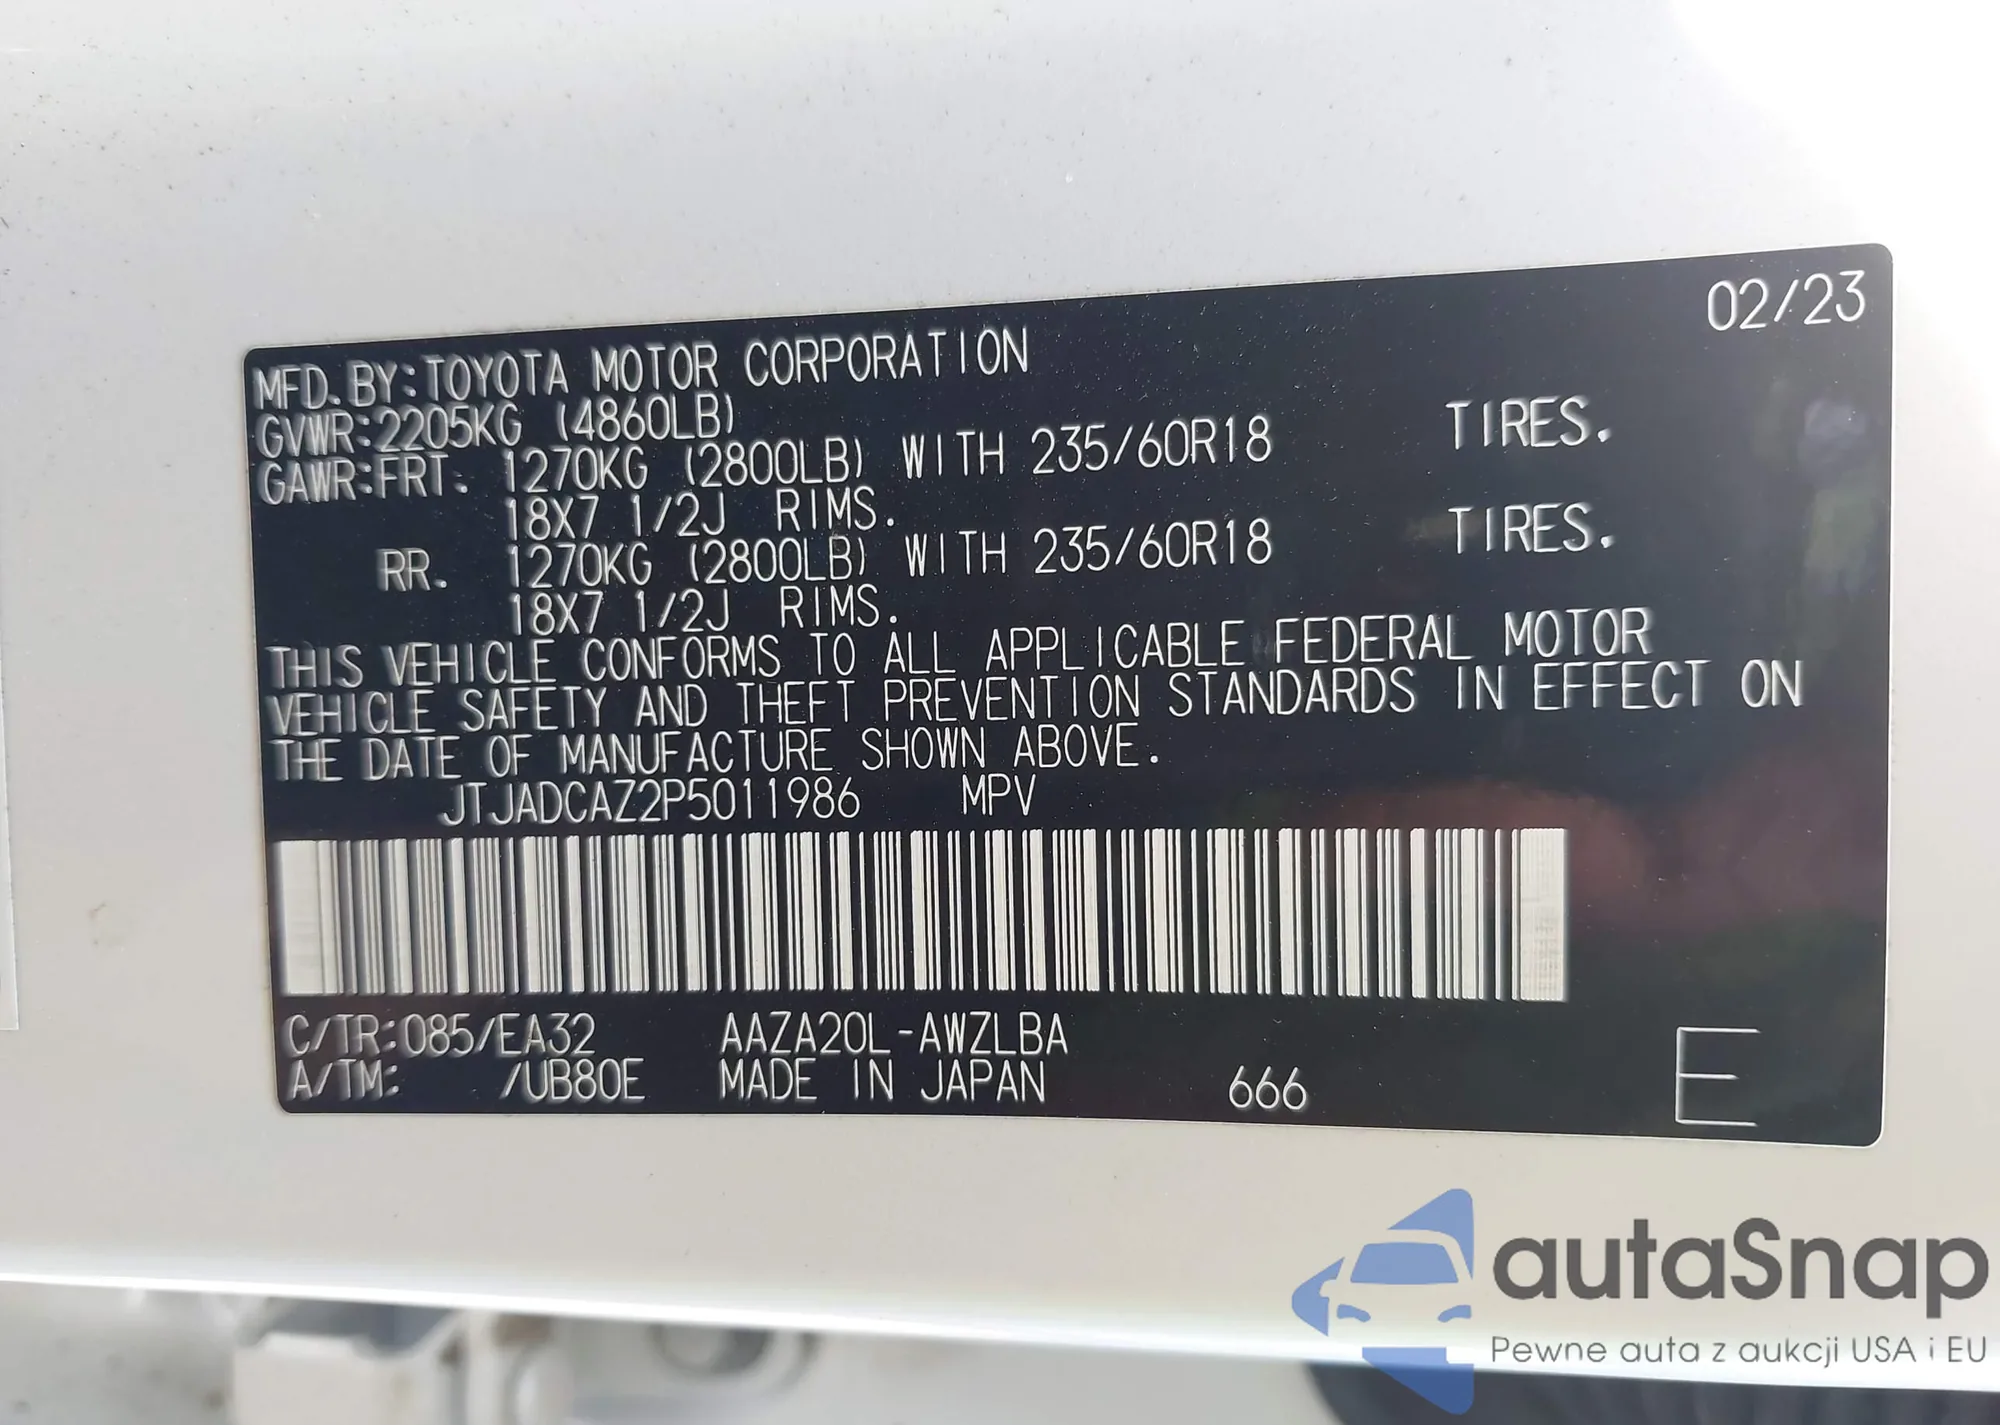 02/23
MFD.BY:TOYOTA MOTOR CORPORATION
GVWR:2205KG (4860LB)
GAWR:FRT. 1270KG (2800LB) WITH 235/60R18 TIRES.
18X7 1/2J RIMS.
RR. 1270KG (2800LB) WITH 235/60R18 TIRES.
18X7 1/2J RIMS.
THIS VEHICLE CONFORMS TO ALL APPLICABLE FEDERAL MOTOR
VEHICLE SAFETY AND THEFT PREVENTION STANDARDS IN EFFECT ON
THE DATE OF MANUFACTURE SHOWN ABOVE.
JTJADCAZ2P5011986 MPV
C/TR:085/EA32 AAZA20L-AWZLBA
A/TM: /UB80E MADE IN JAPAN 666 E
autaSnap
Pewne auta z aukcji USA i EU